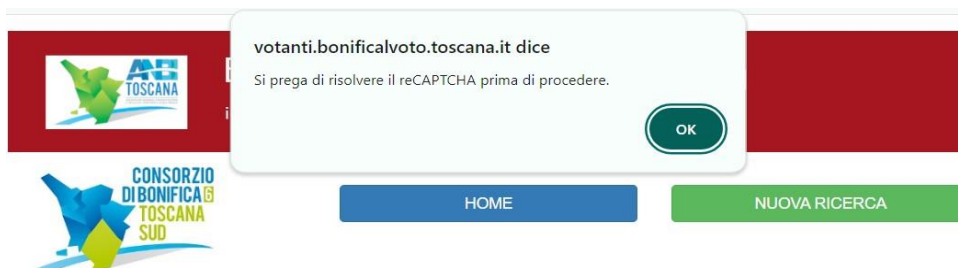 votanti.bonificalvoto.toscana.it dice
Si prega di risolvere il reCAPTCHA prima di procedere.
OK
ANBI
TOSCANA
CONSORZIO
DI BONIFICA 6
TOSCANA
SUD
HOME
NUOVA RICERCA